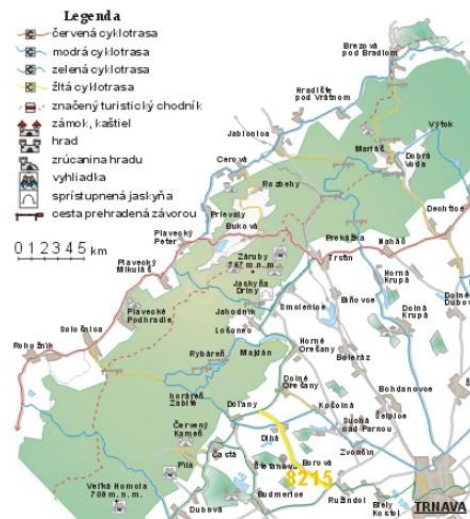 Legenda
červená cyklotrasa
modrá cyklotrasa
zelená cyklotrasa
žltá cyklotrasa
značený turistický chodník
zámok, kaštiel
hrad
zrúcanina hradu
vyhliadka
sprístupnená jaskyňa
cesta prehradená závorou
0 1 2 3 4 5 km
Brezová
pod Bradlom
Hradište
pod Vrátnom
Jablonica
Výtok
Cerová
Dobrá
Voda
Rozbehy
Dechtice
Prievaly
Buková
Plavecký
Peter
Prekážka
Naháč
Trstín
Plavecký
Mikuláš
Záruby
767 m.n.m.
Horná
Krupá
Jaskyňa
Driny
Smolenice
Bíňovce
Dolná
Krupá
Plavecké
Podhradie
Jahodník
Lošonec
Sološnica
Rohožník
Horné
Orešany
Boleráz
Rybáreň
Majdán
Bohdanovce
Dolné
Orešany
horáreň
Zabité
Doľany
Košolná
Suchá
nad Parnou
Šelpice
Červený
Kameň
Dlhá
Zvončín
Píla
Častá
Štefanová
Borová
8215
Veľká Homola
709 m.n.m.
Budmerice
Ružindol
Biely
Kostol
Dubová
TRNAVA